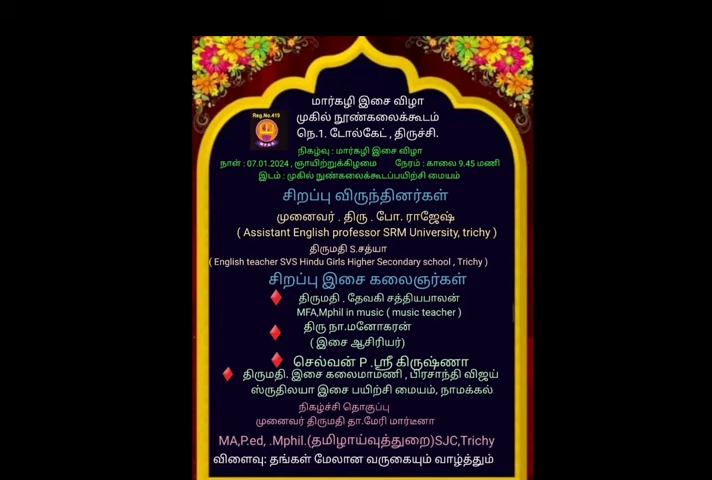 மார்கழி இசை விழா
முகில் நூண்கலைக்கூடம்
நெ.1. டோல்கேட் , திருச்சி.
Reg.No.419
நிகழ்வு : மார்கழி இசை விழா
நாள் : 07.01.2024 , ஞாயிற்றுக்கிழமை நேரம் : காலை 9.45 மணி
இடம் : முகில் நுண்கலைக்கூடப்பயிற்சி மையம்
சிறப்பு விருந்தினர்கள்
முனைவர் . திரு . போ. ராஜேஷ்
( Assistant English professor SRM University, trichy )
திருமதி S.சத்யா
( English teacher SVS Hindu Girls Higher Secondary school , Trichy )
சிறப்பு இசை கலைஞர்கள்
திருமதி . தேவகி சத்தியபாலன்
MFA,Mphil in music ( music teacher )
திரு நா.மனோகரன்
( இசை ஆசிரியர்)
செல்வன் P .ஸ்ரீ கிருஷ்ணா
திருமதி. இசை கலைமாமணி , பிரசாந்தி விஜய்
ஸ்ருதிலயா இசை பயிற்சி மையம், நாமக்கல்
நிகழ்ச்சி தொகுப்பு
முனைவர் திருமதி தா.மேரி மார்டீனா
MA,P.ed, .Mphil.(தமிழாய்வுத்துறை)SJC,Trichy
விளைவு: தங்கள் மேலான வருகையும் வாழ்த்தும்